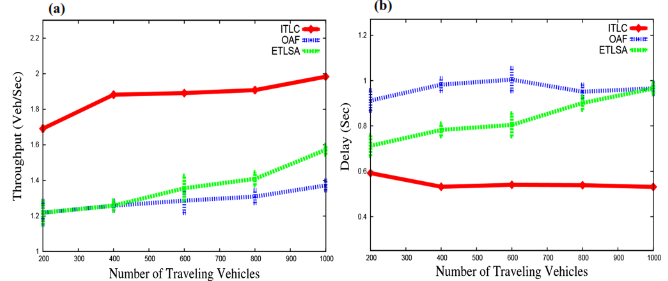 (a)
ITLC
OAF
ETLSA
2.2
2
1.8
1.6
1.4
1.2
1
200 300 400 500 600 700 800 900 1000
Throughput (Veh/Sec)
Number of Traveling Vehicles
(b)
ITLC
OAF
ETLSA
1.2
1
0.8
0.6
0.4
200 300 400 500 600 700 800 900 1000
Delay (Sec)
Number of Traveling Vehicles